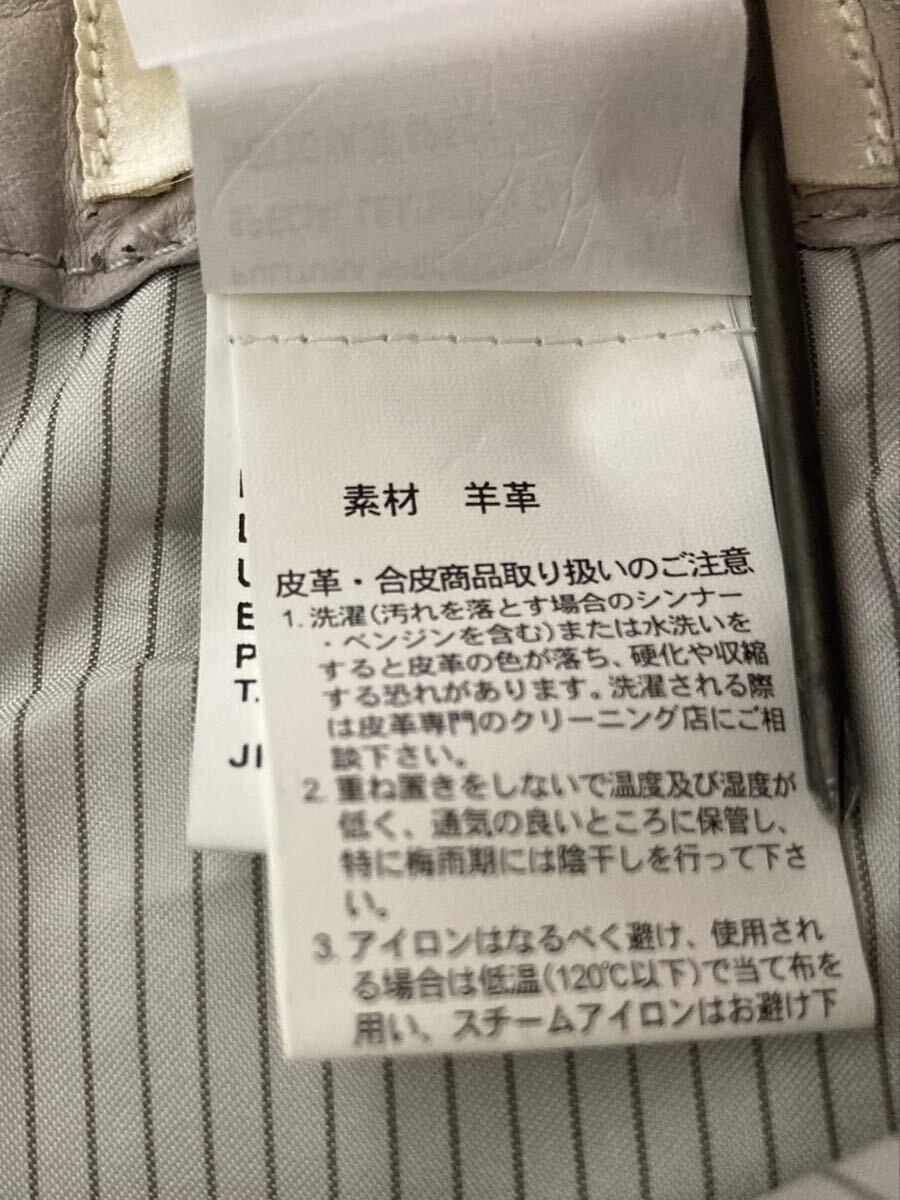 素材　羊革
皮革・合皮商品取り扱いのご注意
1. 洗濯(汚れを落とす場合のシンナー
・ベンジンを含む)または水洗いを
すると皮革の色が落ち、硬化や収縮
する恐れがあります。洗濯される際
は皮革専門のクリーニング店にご相
談下さい。
2. 重ね置きをしないで温度及び湿度が
低く、通気の良いところに保管し、
特に梅雨期には陰干しを行って下さ
い。
3. アイロンはなるべく避け、使用され
る場合は低温(120℃以下)で当て布を
用い、スチームアイロンはお避け下
L
U
E
P
T.
JI